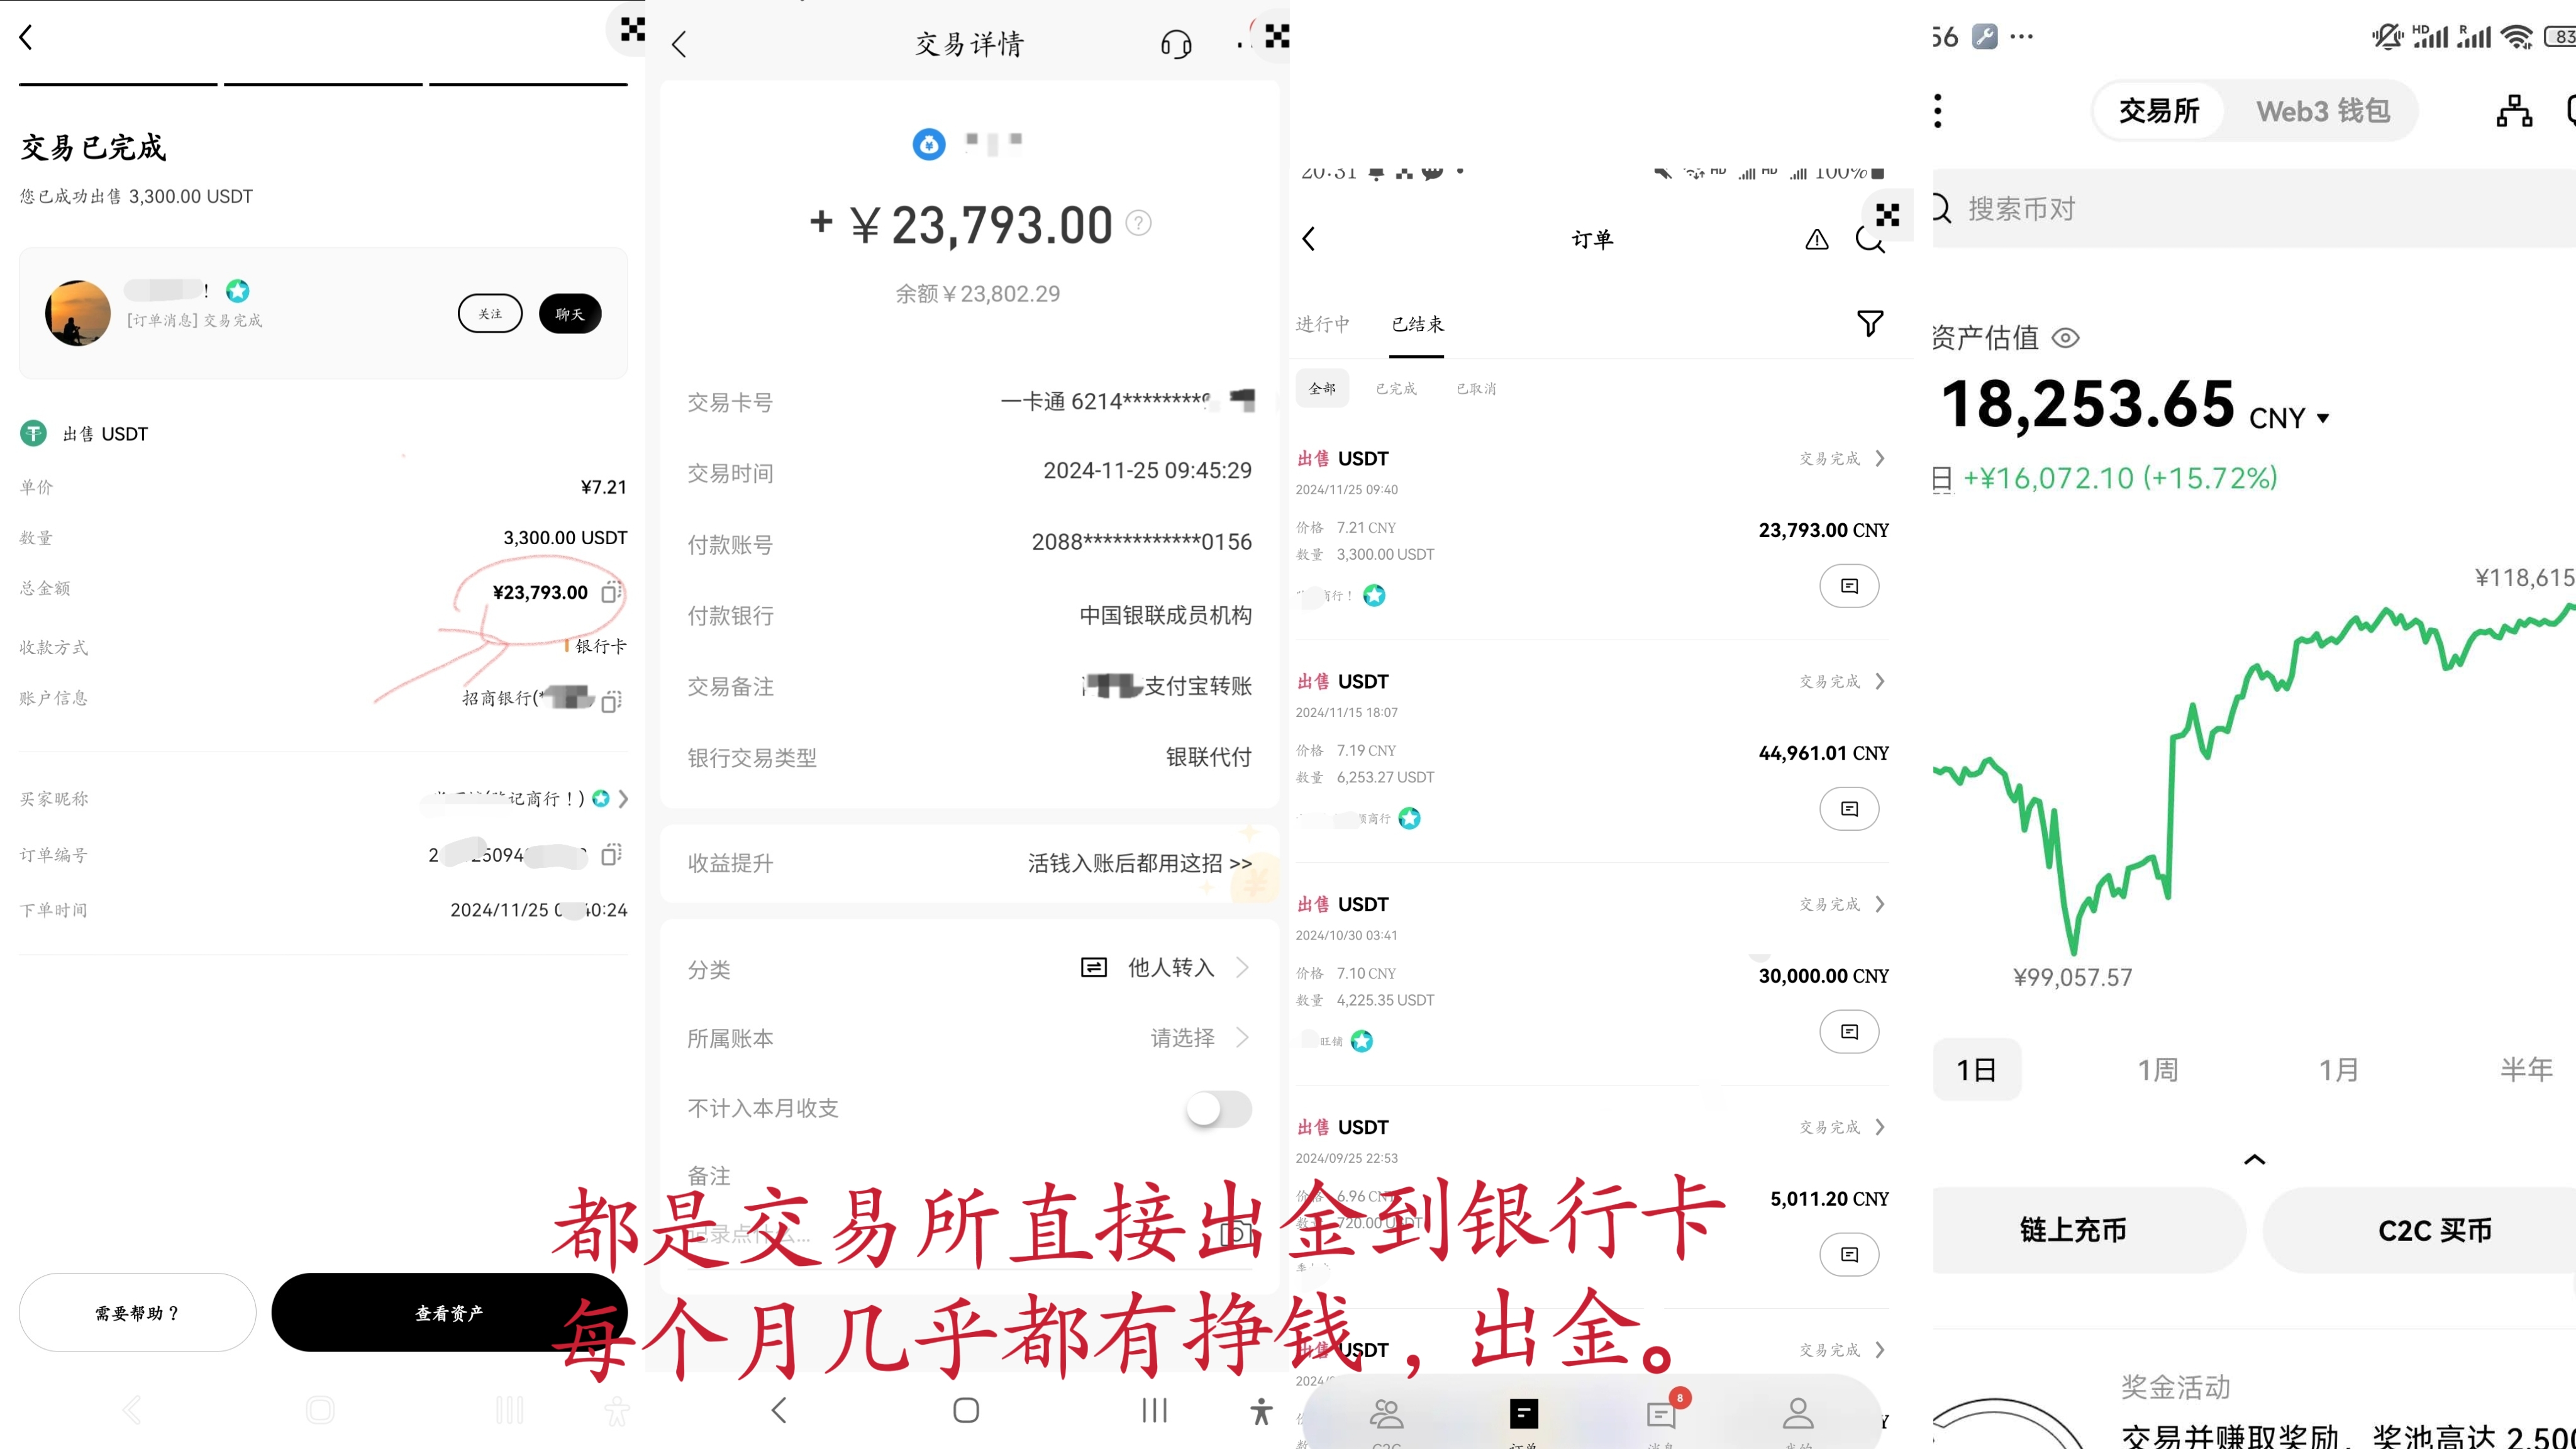 交易已完成
您已成功出售 3,300.00 USDT
！
[订单消息] 交易完成
关注
聊天
出售 USDT
单价
¥7.21
数量
3,300.00 USDT
总金额
¥23,793.00
收款方式
银行卡
账户信息
招商银行(*
买家昵称
记商行！)
订单编号
下单时间
2024/11/25
40:24
需要帮助？
查看资产
交易详情
+ ¥23,793.00
余额¥23,802.29
交易卡号
一卡通 6214********
交易时间
2024-11-25 09:45:29
付款账号
2088************0156
付款银行
中国银联成员机构
交易备注
支付宝转账
银行交易类型
银联代付
收益提升
活钱入账后都用这招 >>
分类
他人转入
所属账本
请选择
不计入本月收支
备注
20:31
HD
HD
100%
订单
进行中
已结束
全部
已完成
已取消
出售 USDT
交易完成
2024/11/25 09:40
价格 7.21 CNY
23,793.00 CNY
数量 3,300.00 USDT
商行！
出售 USDT
交易完成
2024/11/15 18:07
价格 7.19 CNY
44,961.01 CNY
数量 6,253.27 USDT
商行
出售 USDT
交易完成
2024/10/30 03:41
价格 7.10 CNY
30,000.00 CNY
数量 4,225.35 USDT
旺铺
出售 USDT
交易完成
2024/09/25 22:53
价格 6.96 CNY
5,011.20 CNY
数量 720.00 USDT
出售 USDT
交易完成
8
都是交易所直接出金到银行卡
每个月几乎都有挣钱，出金。
56
HD
R
83
交易所
Web3 钱包
搜索币对
资产估值
18,253.65 CNY
日 +¥16,072.10 (+15.72%)
¥118,615
¥99,057.57
1日
1周
1月
半年
链上充币
C2C 买币
奖金活动
交易并赚取奖励，奖池高达 2,500